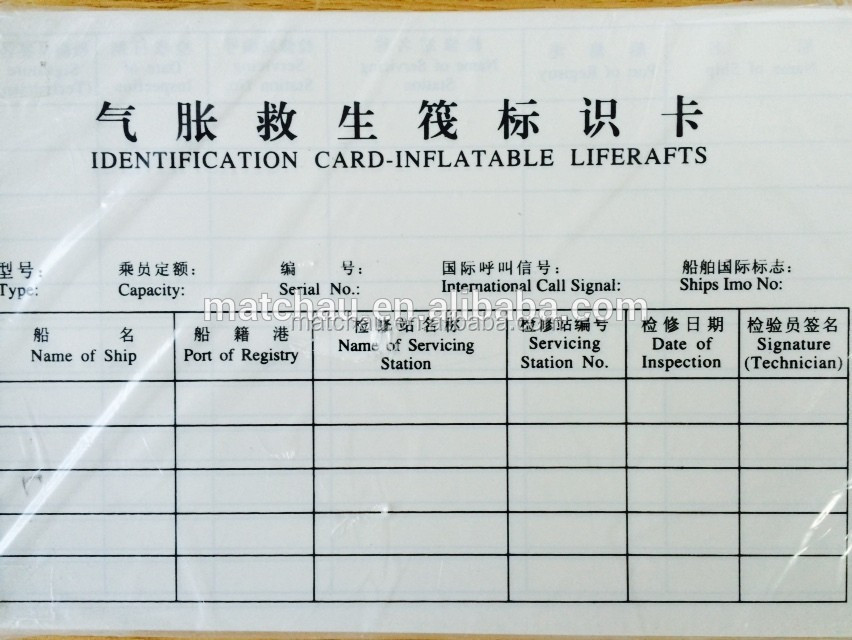 气胀救生筏标识卡
IDENTIFICATION CARD-INFLATABLE LIFERAFTS
型号: 乘员定额: 编 号: 国际呼叫信号: 船舶国际标志:
Type: Capacity: Serial No.: International Call Signal: Ships Imo No:
matchau.en.alibaba.com
船 名 船 籍 港 检修站名称 检修站编号 检修日期 检验员签名
Name of Ship Port of Registry Name of Servicing Servicing Date of Signature
Station Station No. Inspection (Technician)